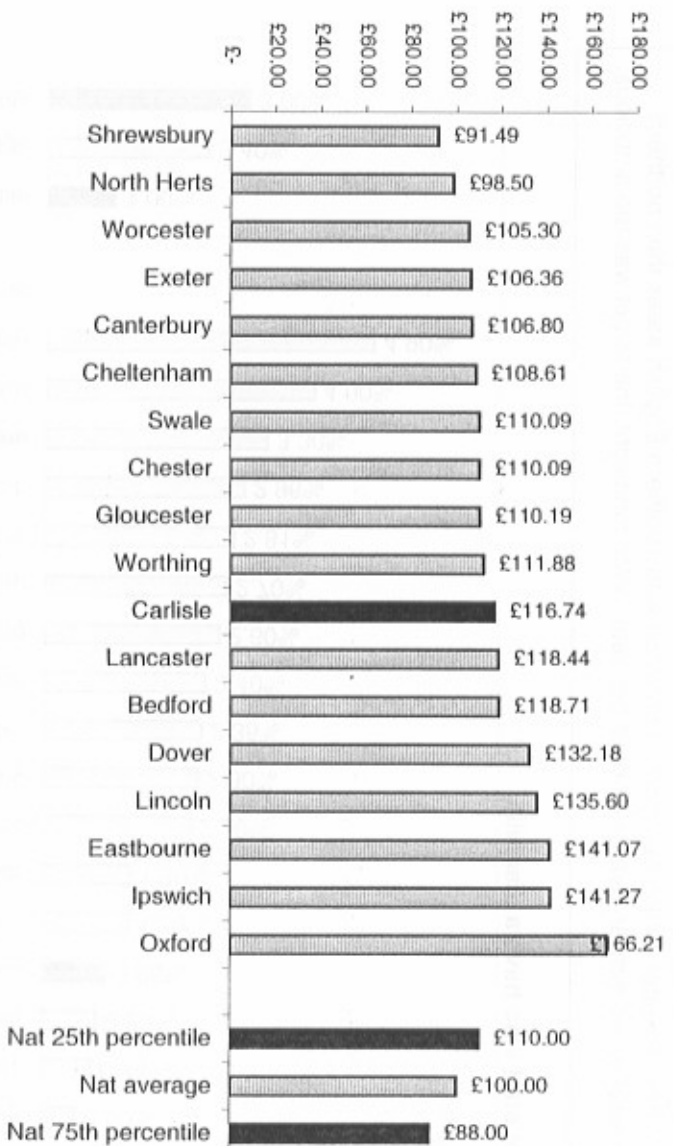 £-
£20.00
£40.00
£60.00
£80.00
£100.00
£120.00
£140.00
£160.00
£180.00
Shrewsbury £91.49
North Herts £98.50
Worcester £105.30
Exeter £106.36
Canterbury £106.80
Cheltenham £108.61
Swale £110.09
Chester £110.09
Gloucester £110.19
Worthing £111.88
Carlisle £116.74
Lancaster £118.44
Bedford £118.71
Dover £132.18
Lincoln £135.60
Eastbourne £141.07
Ipswich £141.27
Oxford £166.21
Nat 25th percentile £110.00
Nat average £100.00
Nat 75th percentile £88.00